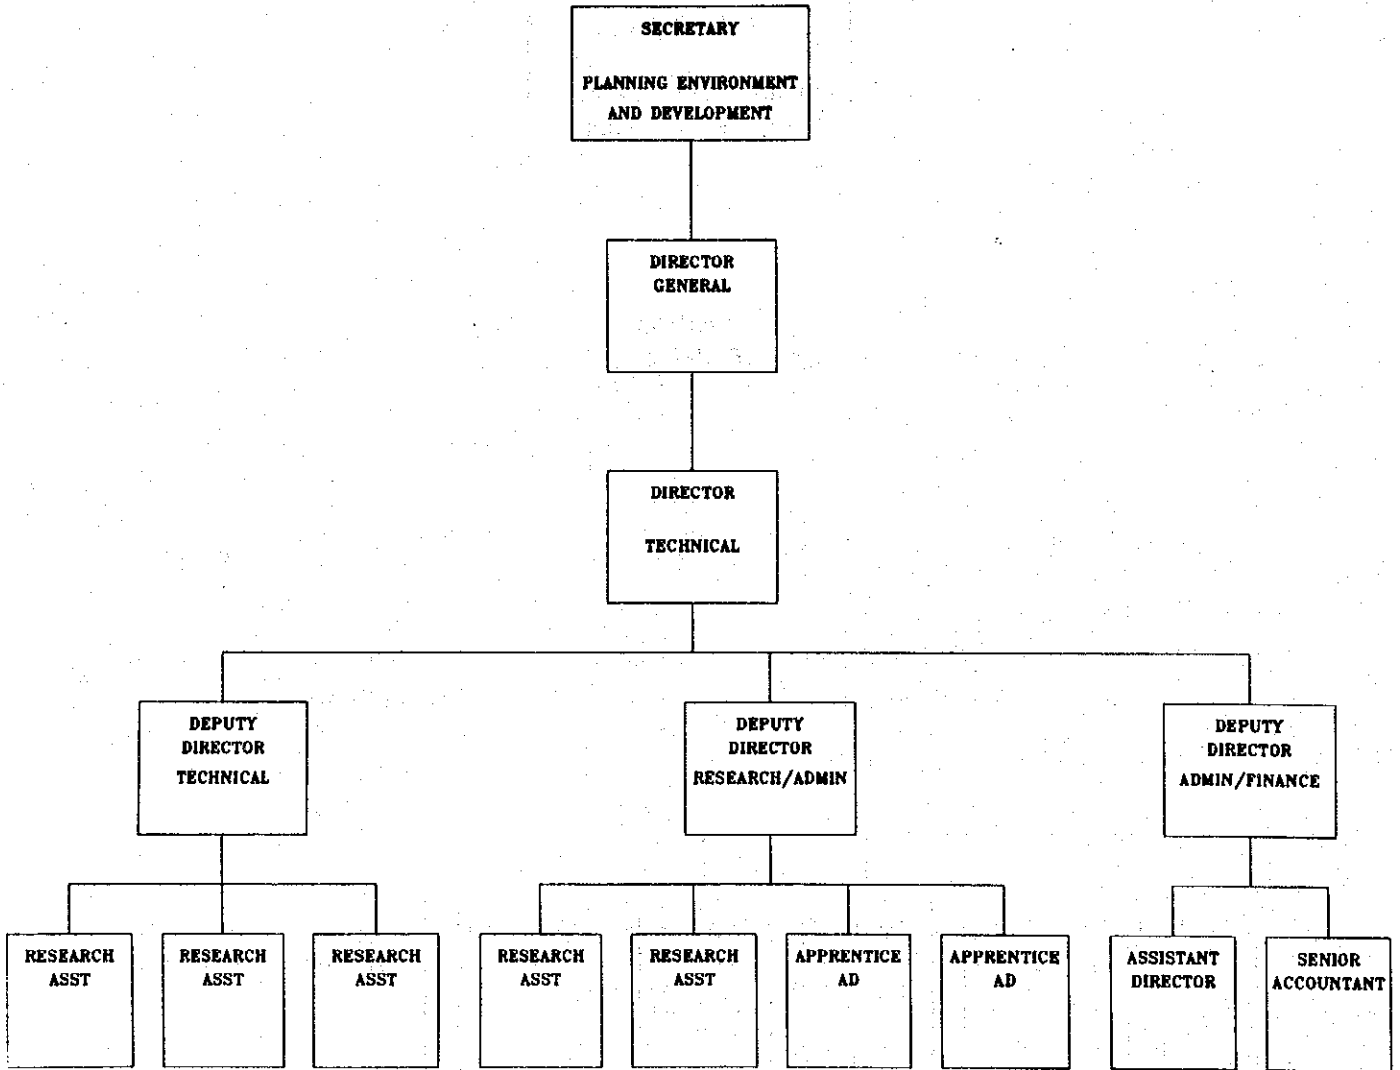 SECRETARY
PLANNING ENVIRONMENT
AND DEVELOPMENT
DIRECTOR
GENERAL
DIRECTOR
TECHNICAL
DEPUTY
DIRECTOR
TECHNICAL
DEPUTY
DIRECTOR
RESEARCH/ADMIN
DEPUTY
DIRECTOR
ADMIN/FINANCE
RESEARCH
ASST
RESEARCH
ASST
RESEARCH
ASST
RESEARCH
ASST
RESEARCH
ASST
APPRENTICE
AD
APPRENTICE
AD
ASSISTANT
DIRECTOR
SENIOR
ACCOUNTANT